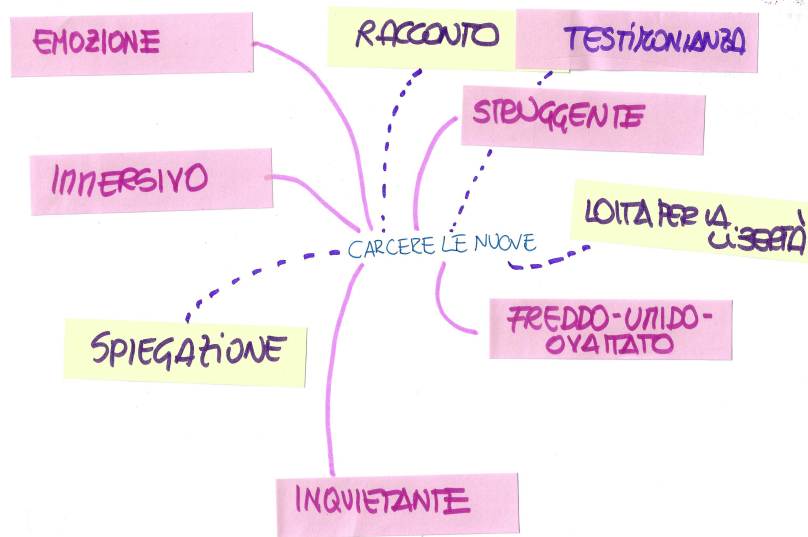 EMOZIONE
RACCONTO
TESTIMONIANZA
STRUGGENTE
IMMERSIVO
LOTTA PER LA
LIBERTÀ
CARCERE LE NUOVE
FREDDO-UMIDO-
OVATTATO
SPIEGAZIONE
INQUIETANTE